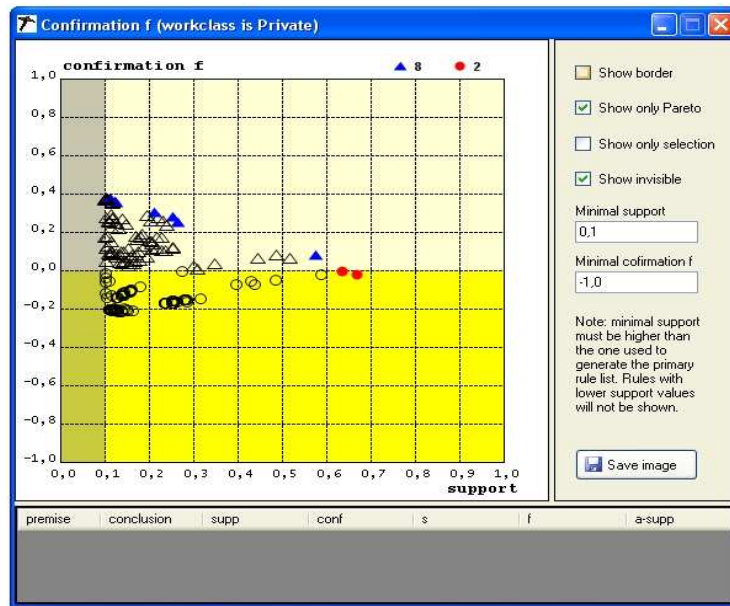 Confirmation f (workclass is Private)
confirmation f
8
2
1,0
0,8
0,6
0,4
0,2
0,0
-0,2
-0,4
-0,6
-0,8
-1,0
0,0 0,1 0,2 0,3 0,4 0,5 0,6 0,7 0,8 0,9 1,0
support
Show border
Show only Pareto
Show only selection
Show invisible
Minimal support
0,1
Minimal cofirmation f
-1,0
Note: minimal support
must be higher than
the one used to
generate the primary
rule list. Rules with
lower support values
will not be shown.
Save image
premise conclusion supp conf s f a-supp